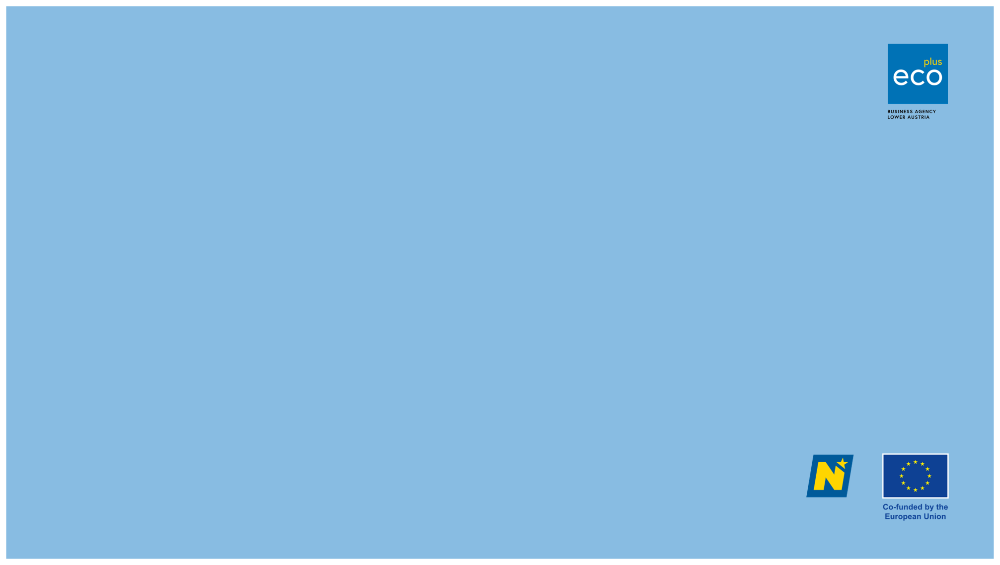 plus
eco
BUSINESS AGENCY
LOWER AUSTRIA
N
Co-funded by the
European Union